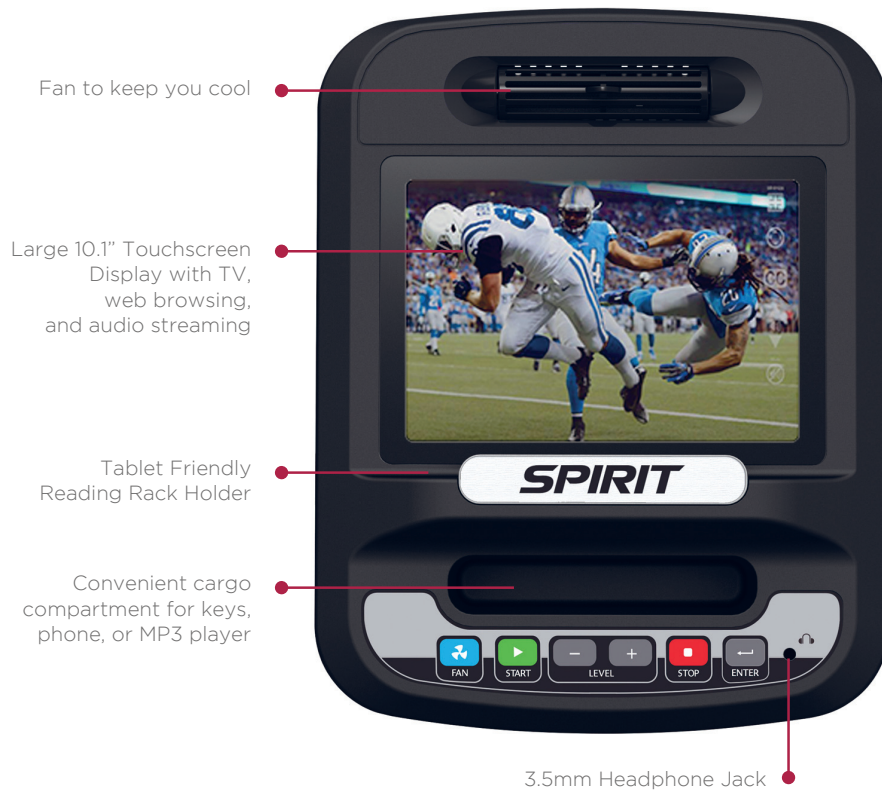 Fan to keep you cool
Large 10.1” Touchscreen
Display with TV,
web browsing,
and audio streaming
CC
20
Tablet Friendly
Reading Rack Holder
SPIRIT
Convenient cargo
compartment for keys,
phone, or MP3 player
FAN
START
LEVEL
STOP
ENTER
3.5mm Headphone Jack